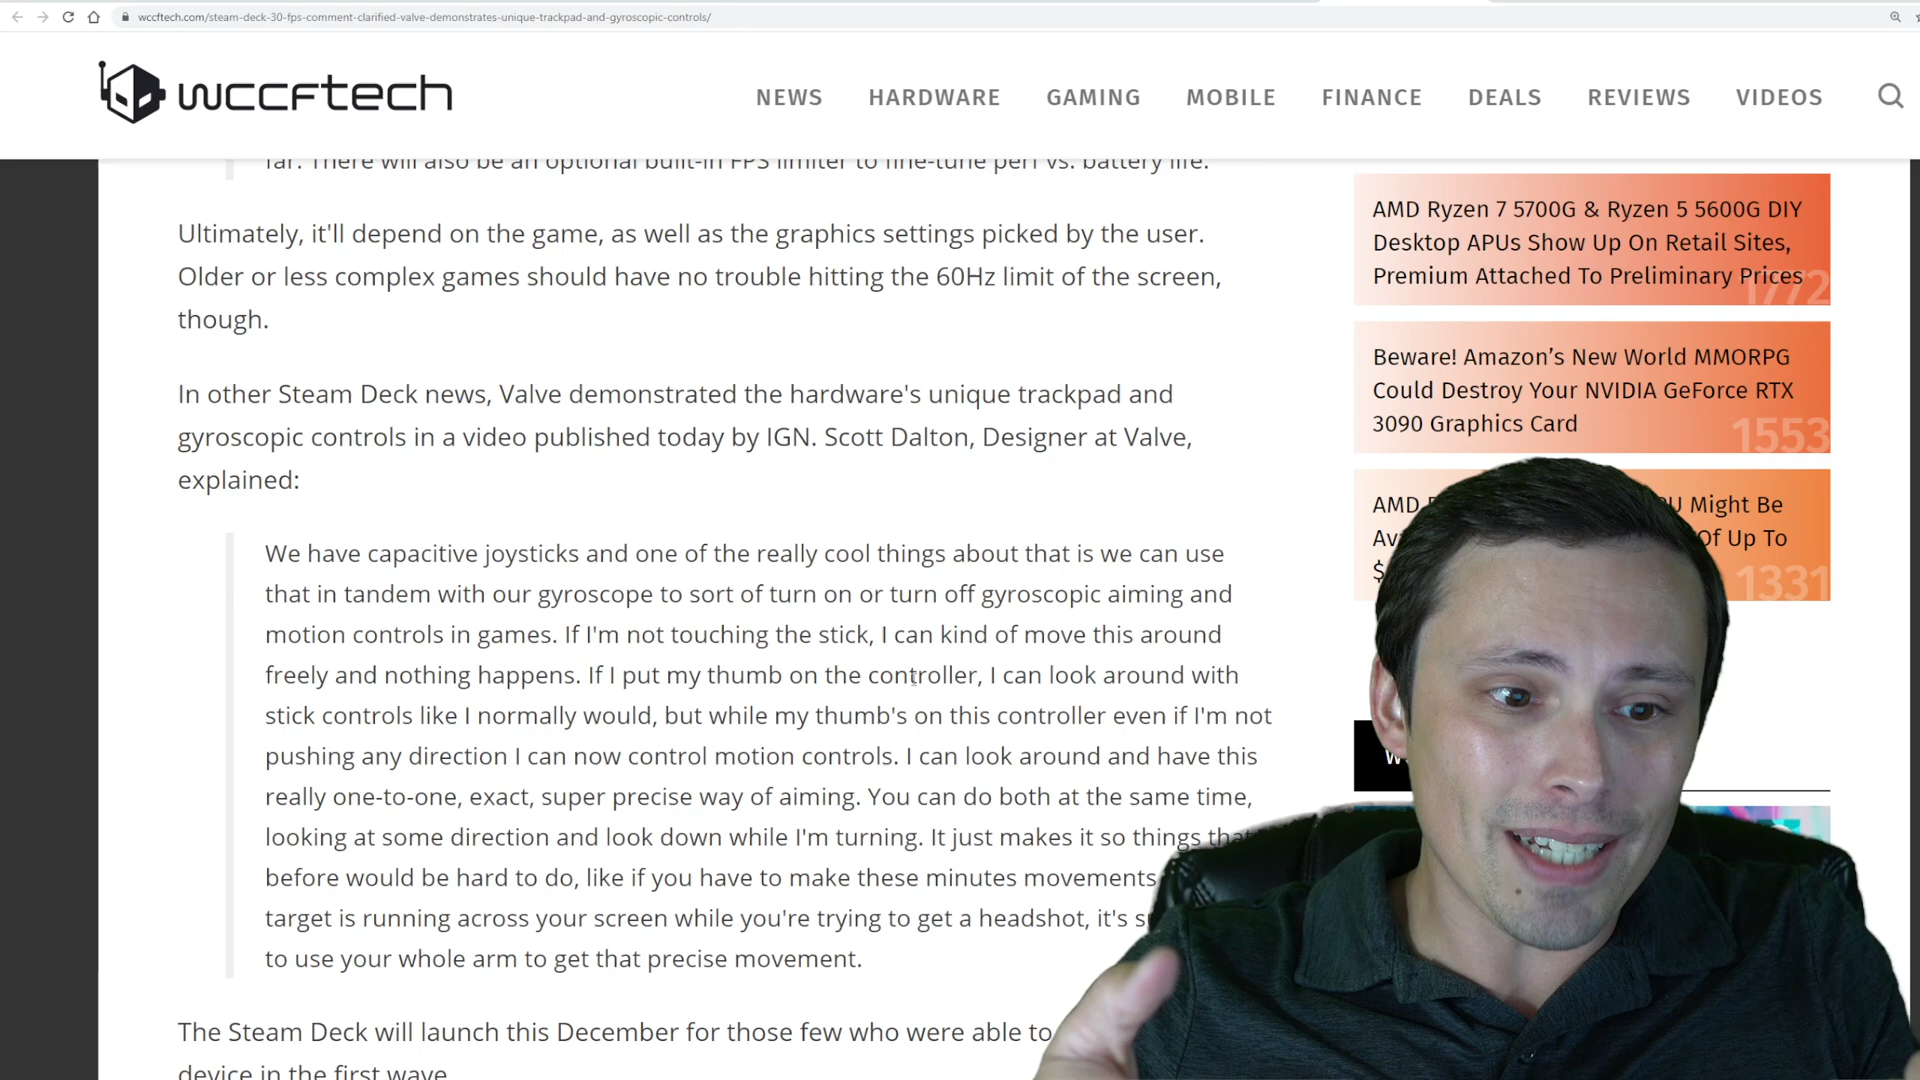 wccftech.com/steam-deck-30-fps-comment-clarified-valve-demonstrates-unique-trackpad-and-gyroscopic-controls/
wccftech
NEWS HARDWARE GAMING MOBILE FINANCE DEALS REVIEWS VIDEOS
far. There will also be an optional built-in FPS limiter to fine-tune perf vs. battery life.
Ultimately, it'll depend on the game, as well as the graphics settings picked by the user.
Older or less complex games should have no trouble hitting the 60Hz limit of the screen,
though.
In other Steam Deck news, Valve demonstrated the hardware's unique trackpad and
gyroscopic controls in a video published today by IGN. Scott Dalton, Designer at Valve,
explained:
We have capacitive joysticks and one of the really cool things about that is we can use
that in tandem with our gyroscope to sort of turn on or turn off gyroscopic aiming and
motion controls in games. If I'm not touching the stick, I can kind of move this around
freely and nothing happens. If I put my thumb on the controller, I can look around with
stick controls like I normally would, but while my thumb's on this controller even if I'm not
pushing any direction I can now control motion controls. I can look around and have this
really one-to-one, exact, super precise way of aiming. You can do both at the same time,
looking at some direction and look down while I'm turning. It just makes it so things that
before would be hard to do, like if you have to make these minutes movements
target is running across your screen while you're trying to get a headshot, it's
to use your whole arm to get that precise movement.
The Steam Deck will launch this December for those few who were able to
device in the first wave.
AMD Ryzen 7 5700G & Ryzen 5 5600G DIY
Desktop APUs Show Up On Retail Sites,
Premium Attached To Preliminary Prices
1772
Beware! Amazon's New World MMORPG
Could Destroy Your NVIDIA GeForce RTX
3090 Graphics Card
1553
AMD Might Be
Of Up To
$
1331